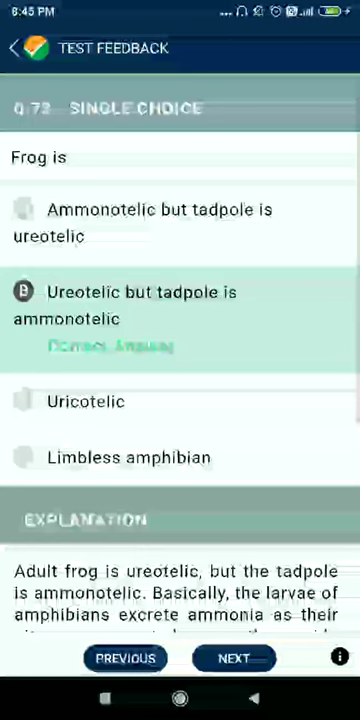 6:45 PM
TEST FEEDBACK
Q.73 SINGLE CHOICE
Frog is
Ammonotelic but tadpole is
ureotelic
B Ureotelic but tadpole is
ammonotelic
Correct Answer
Uricotelic
Limbless amphibian
EXPLANATION
Adult frog is ureotelic, but the tadpole
is ammonotelic. Basically, the larvae of
amphibians excrete ammonia as their
PREVIOUS NEXT